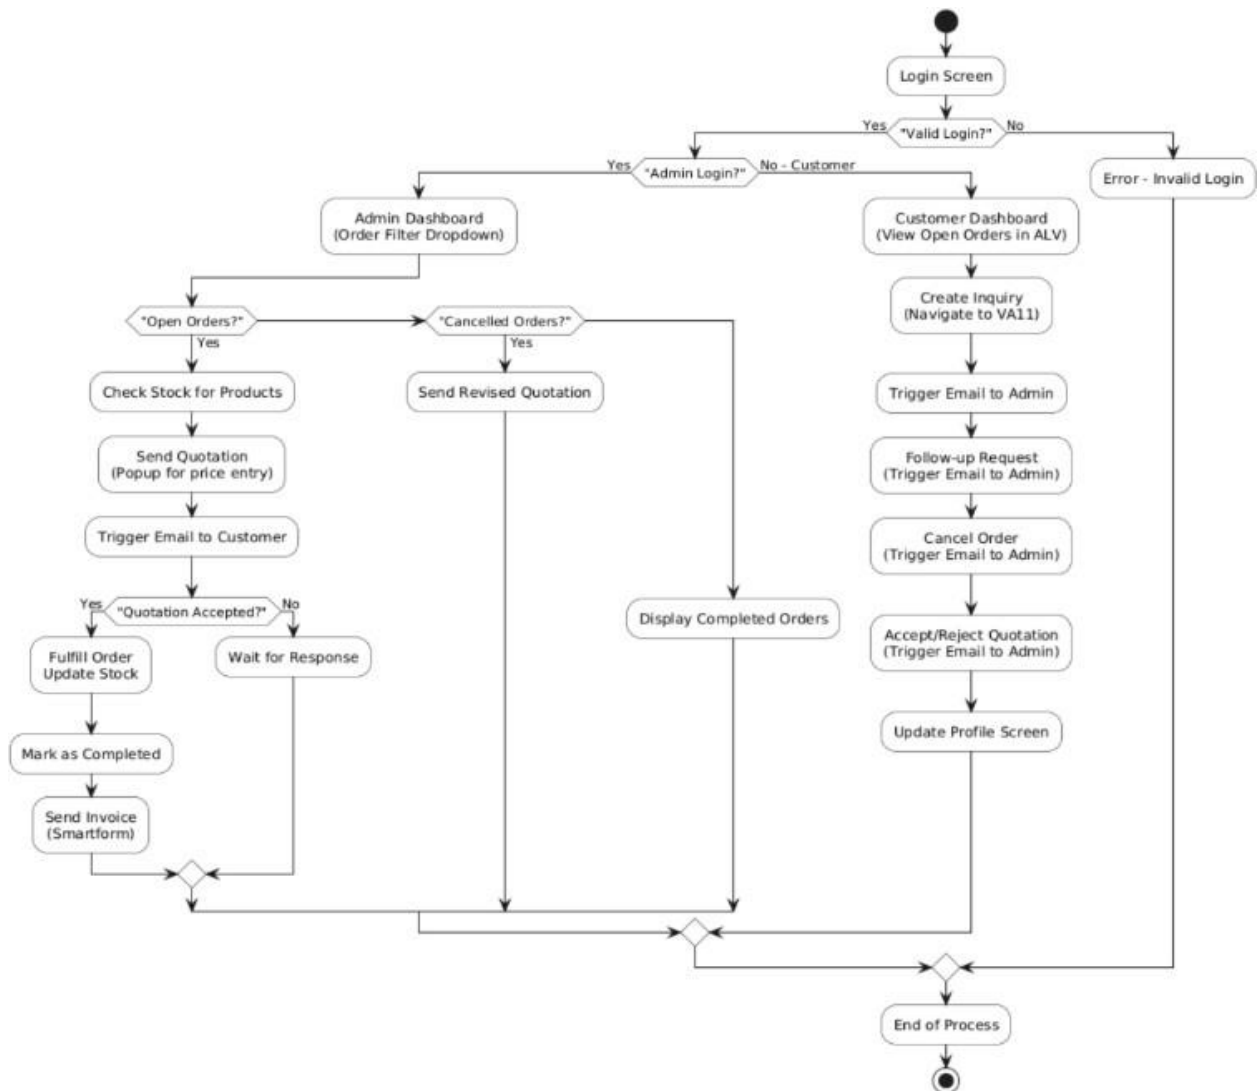 Login Screen
Yes
"Valid Login?"
No
Yes
"Admin Login?"
No - Customer
Error - Invalid Login
Admin Dashboard
(Order Filter Dropdown)
Customer Dashboard
(View Open Orders in ALV)
Create Inquiry
(Navigate to VA11)
"Open Orders?"
Yes
"Cancelled Orders?"
Yes
Check Stock for Products
Send Revised Quotation
Trigger Email to Admin
Send Quotation
(Popup for price entry)
Follow-up Request
(Trigger Email to Admin)
Trigger Email to Customer
Cancel Order
(Trigger Email to Admin)
Yes
"Quotation Accepted?"
No
Display Completed Orders
Accept/Reject Quotation
(Trigger Email to Admin)
Fulfill Order
Update Stock
Wait for Response
Update Profile Screen
Mark as Completed
Send Invoice
(Smartform)
End of Process